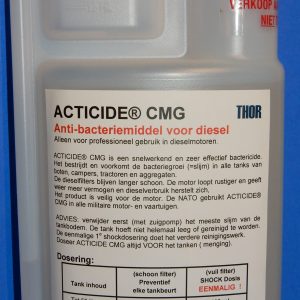 VERKOOP
NIET
ACTICIDE® CMG
THOR
Anti-bacteriemiddel voor diesel
Alleen voor professioneel gebruik in dieselmotoren.
ACTICIDE® CMG is een snelwerkend en zeer effectief bactericide.
Het bestrijdt en voorkomt de bacteriegroei (=slijm) in alle tanks van
boten, campers, tractoren en aggregaten.
De dieselfilters blijven langer schoon. De motor loopt rustiger en geeft
weer meer vermogen en dieselverbruik herstelt zich.
Het product is veilig voor de motor. De NATO gebruikt ACTICIDE®
CMG in alle militaire motor- en vaartuigen.
ADVIES: verwijder eerst (met zuigpomp) het meeste slijm van de
tankbodem. De tank hoeft niet helemaal leeg of gereinigd te worden.
De eenmalige 1e shockdosering doet het verdere reinigingswerk.
Doseer ACTICIDE CMG altijd VOOR het tanken ( menging).
Dosering:
(schoon filter)
(vuil filter)
Tank inhoud
Preventief
SHOCK Dosis
elke tankbeurt
EENMALIG !